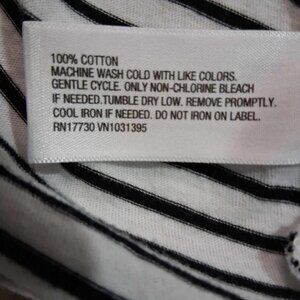 100% COTTON
MACHINE WASH COLD WITH LIKE COLORS.
GENTLE CYCLE. ONLY NON-CHLORINE BLEACH
IF NEEDED.TUMBLE DRY LOW. REMOVE PROMPTLY.
COOL IRON IF NEEDED. DO NOT IRON ON LABEL.
RN17730 VN1031395